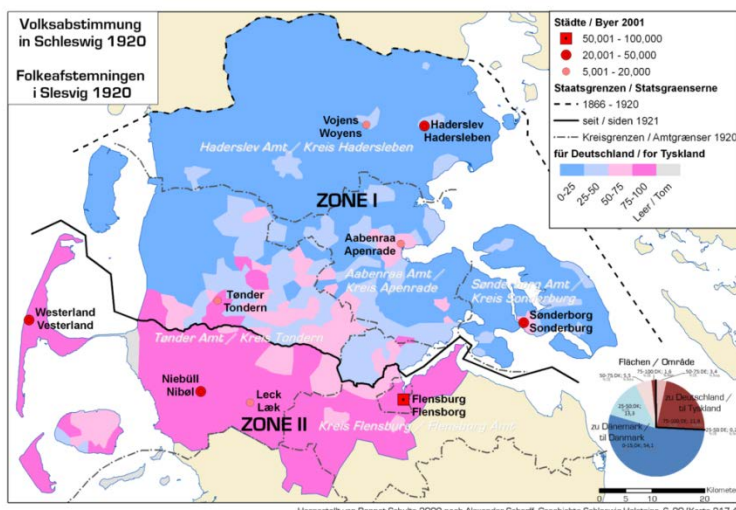 Volksabstimmung
in Schleswig 1920
Folkeafstemningen
i Slesvig 1920
Städte / Byer 2001
50,001 - 100,000
20,001 - 50,000
5,001 - 20,000
Staatsgrenzen / Statsgraenserne
1866 - 1920
seit / siden 1921
Kreisgrenzen / Amtgrænser 1920
für Deutschland / for Tyskland
0-25
25-50
50-75
75-100
Leer / Tom
Vojens
Woyens
Haderslev
Hadersleben
Haderslev Amt / Kreis Hadersleben
ZONE I
Aabenraa
Apenrade
Aabenraa Amt /
Kreis Apenrade
Sønderborg Amt /
Kreis Sonderburg
Tønder
Tondern
Sønderborg
Sonderburg
Westerland
Vesterland
Tønder Amt / Kreis Tondern
Niebüll
Nibøl
Leck
Læk
Flensburg
Flensborg
ZONE II
Kreis Flensburg / Flensborg Amt
Flächen / Område
zu Deutschland /
til Tyskland
zu Dänemark /
til Danmark
0 5 10 20
Kilometer